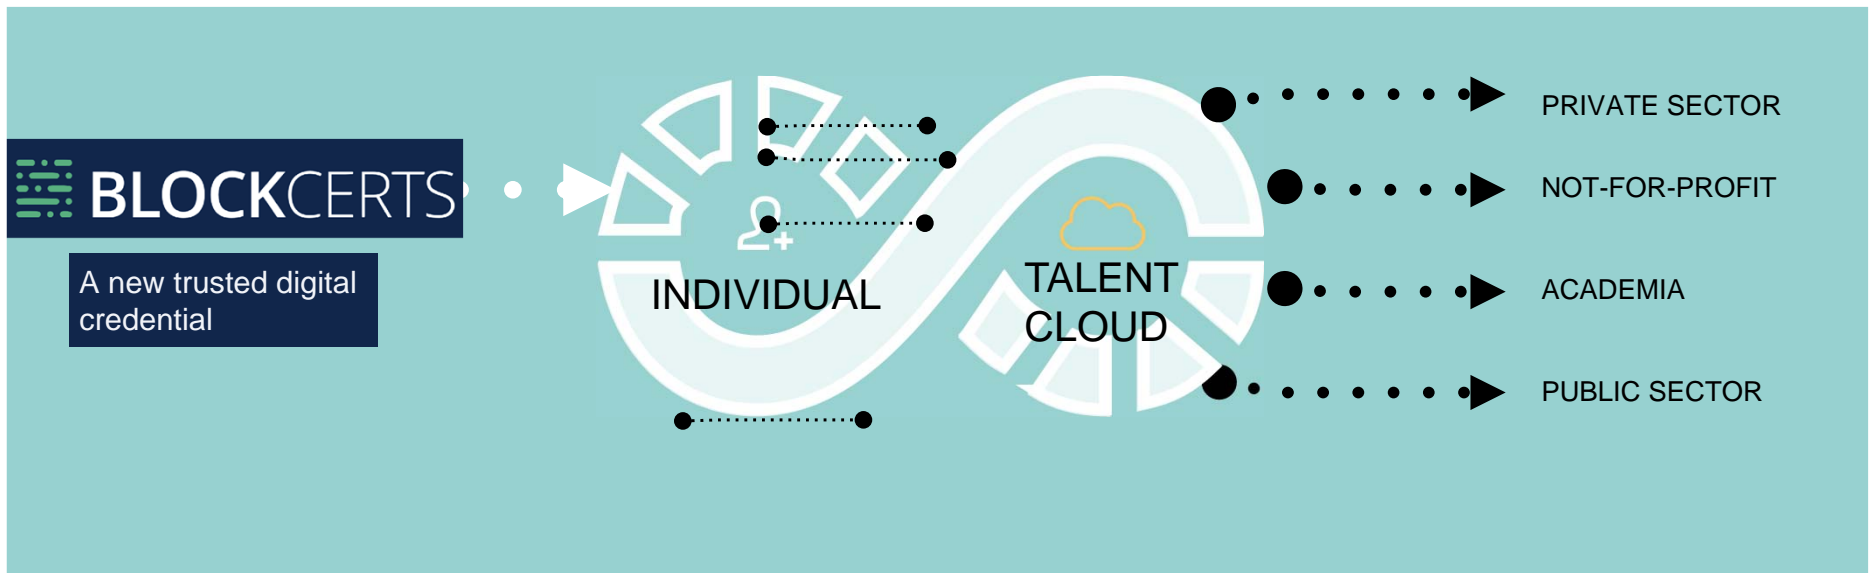 BLOCKCERTS
A new trusted digital
credential
INDIVIDUAL
TALENT
CLOUD
PRIVATE SECTOR
NOT-FOR-PROFIT
ACADEMIA
PUBLIC SECTOR